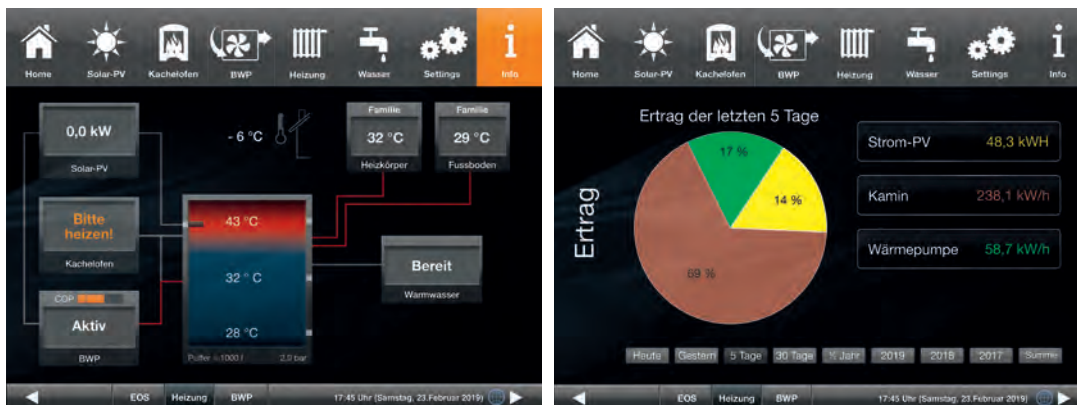 Home Solar-PV Kachelofen BWP Heizung Wasser Settings Info
Familie Familie
0,0 kW
- 6 °C
32 °C 29 °C
Solar-PV
Heizkörper Fussboden
Bitte
heizen!
43 °C
Kachelofen
32 ° C
Bereit
Warmwasser
COP
Aktiv
28 °C
BWP
Puffer
2,0 bar
EOS Heizung BWP 17:45 Uhr (Samstag, 23.Februar 2019)
Home Solar-PV Kachelofen BWP Heizung Wasser Settings Info
Ertrag der letzten 5 Tage
Ertrag
17 %
14 %
69 %
Strom-PV 48,3 kWH
Kamin 238,1 kW/h
Wärmepumpe 58,7 kW/h
Heute Gestern 5 Tage 30 Tage ½ Jahr 2019 2018 2017 Summe
EOS Heizung BWP 17:45 Uhr (Samstag, 23.Februar 2019)